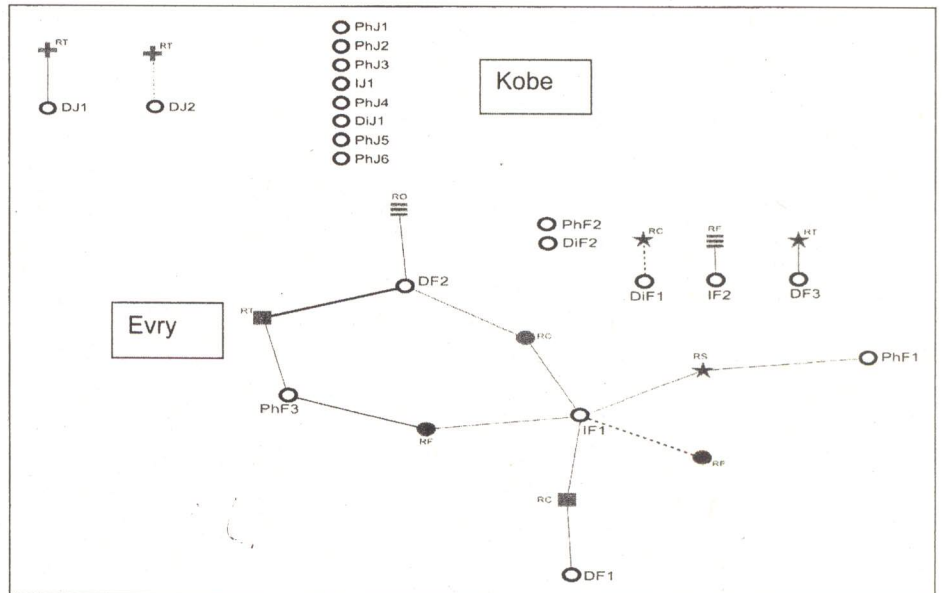 RT
RT
DJ1
DJ2
PhJ1
PhJ2
PhJ3
IJ1
PhJ4
DiJ1
PhJ5
PhJ6
Kobe
RO
PhF2
DiF2
RC
RF
RT
DiF1
IF2
DF3
DF2
Evry
RT
RC
RS
PhF1
PhF3
RF
IF1
RF
RC
DF1